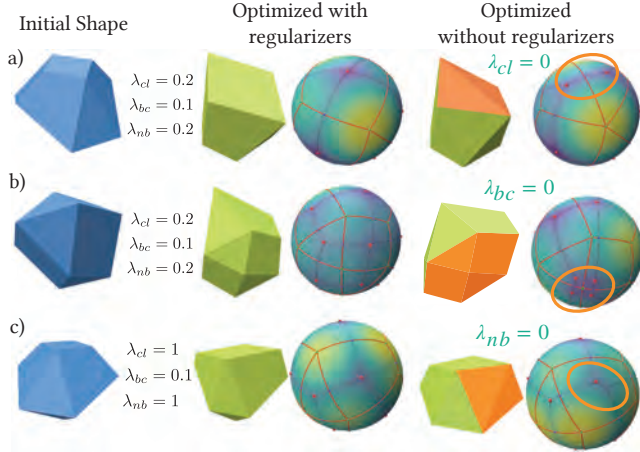 Initial Shape
Optimized with
regularizers
Optimized
without regularizers
a)
λ_cl = 0.2
λ_bc = 0.1
λ_nb = 0.2
λ_cl = 0
b)
λ_cl = 0.2
λ_bc = 0.1
λ_nb = 0.2
λ_bc = 0
c)
λ_cl = 1
λ_bc = 0.1
λ_nb = 1
λ_nb = 0